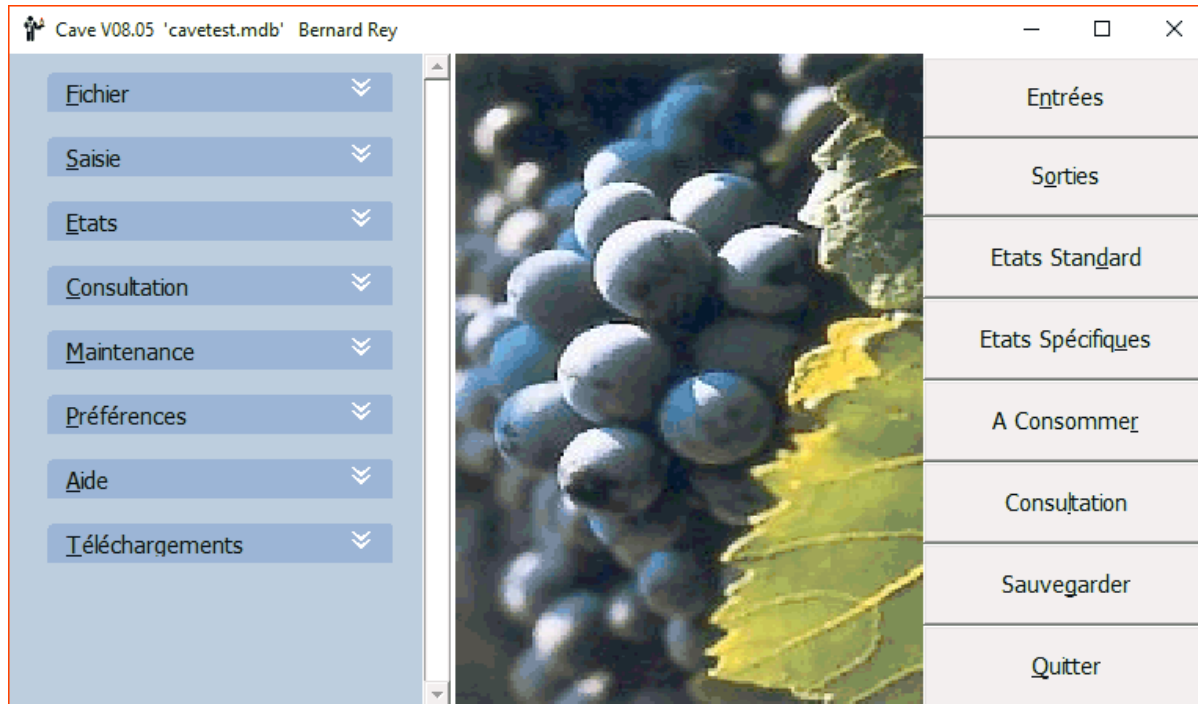 Cave V08.05 'cavetest.mdb' Bernard Rey
Fichier
Saisie
Etats
Consultation
Maintenance
Préférences
Aide
Téléchargements
Entrées
Sorties
Etats Standard
Etats Spécifiques
A Consommer
Consultation
Sauvegarder
Quitter